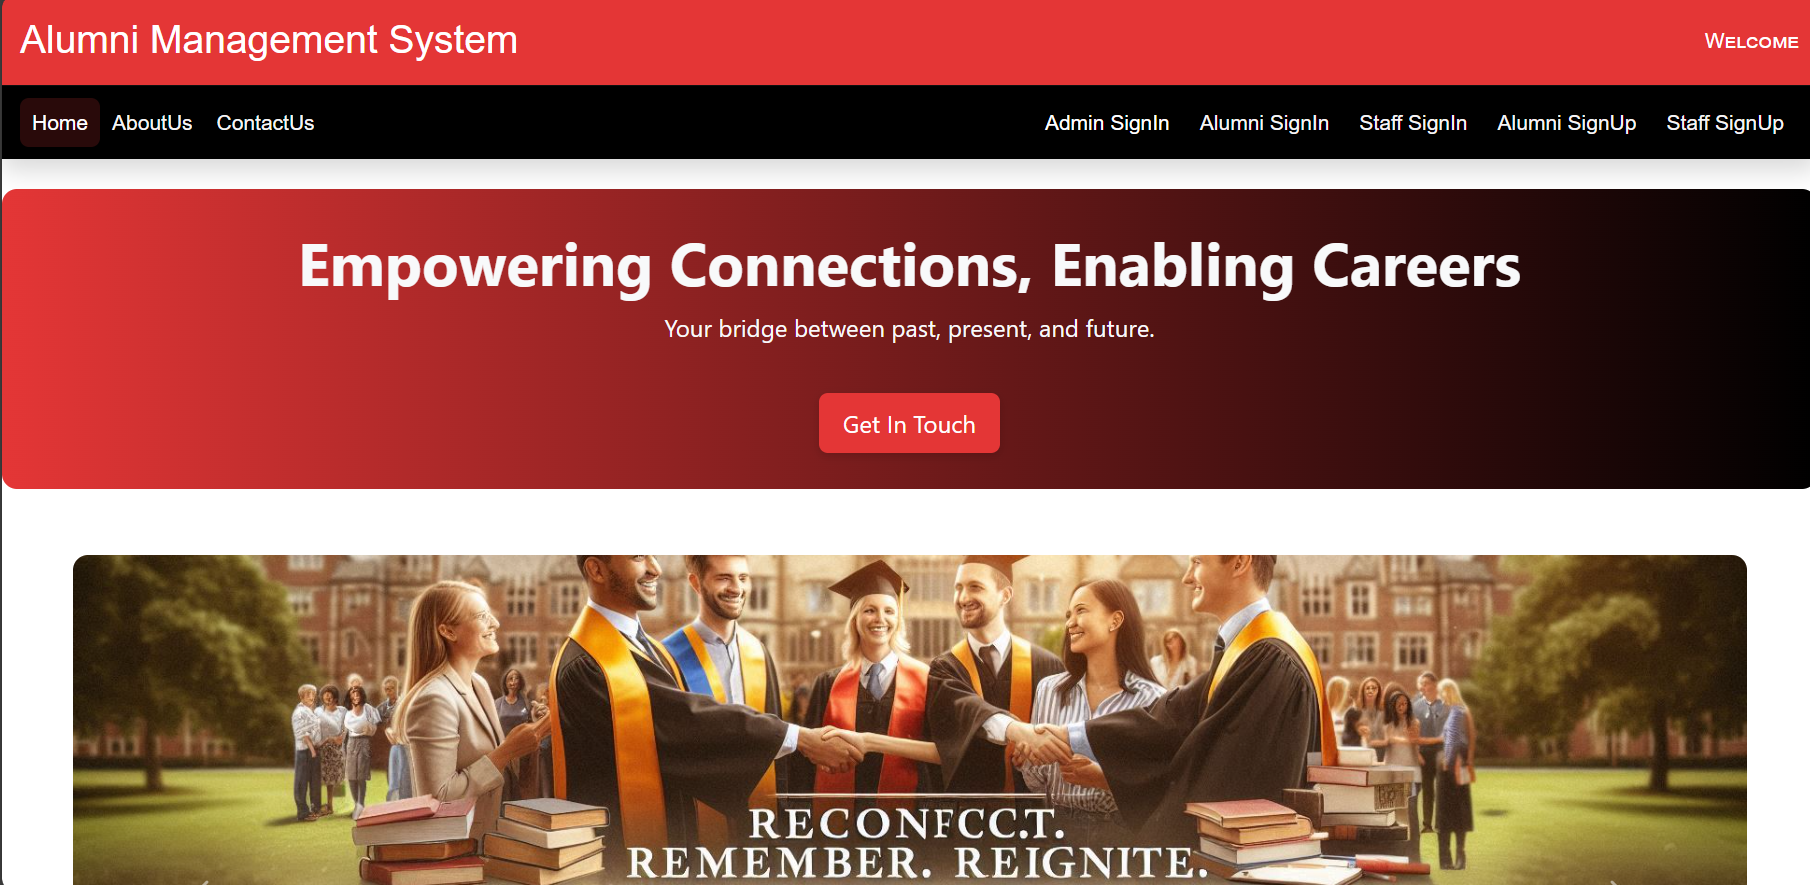 Alumni Management System
WELCOME
Home AboutUs ContactUs
Admin SignIn Alumni SignIn Staff SignIn Alumni SignUp Staff SignUp
Empowering Connections, Enabling Careers
Your bridge between past, present, and future.
Get In Touch
RECONFCC.T.
REMEMBER. REIGNITE.